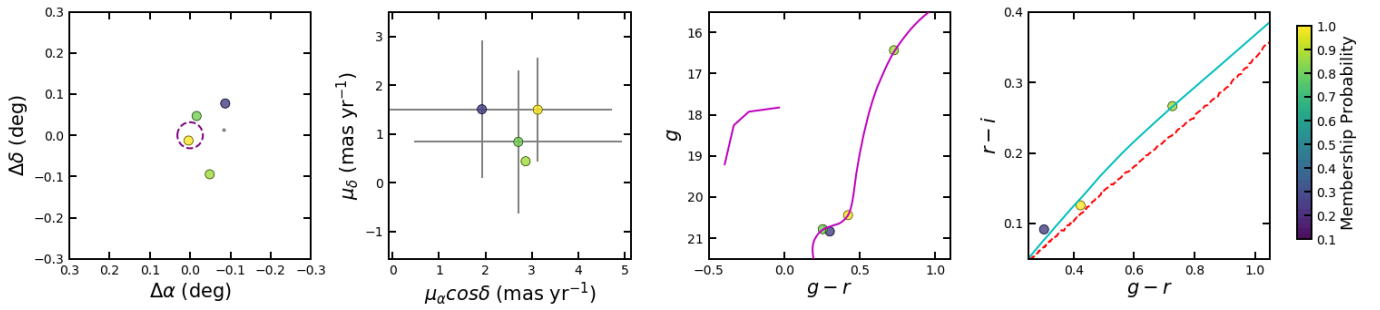 0.3
0.2
0.1
0.0
−0.1
−0.2
−0.3
Δδ (deg)
0.3 0.2 0.1 0.0 −0.1 −0.2 −0.3
Δα (deg)
3
2
1
0
−1
μδ (mas yr−1)
0 1 2 3 4 5
μαcosδ (mas yr−1)
16
17
18
19
20
21
g
−0.5 0.0 0.5 1.0
g − r
0.4
0.3
0.2
0.1
r − i
0.4 0.6 0.8 1.0
g − r
1.0
0.9
0.8
0.7
0.6
0.5
0.4
0.3
0.2
0.1
Membership Probability